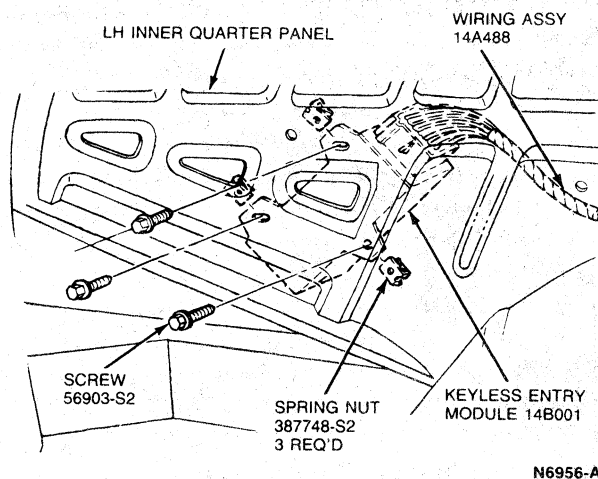 LH INNER QUARTER PANEL
WIRING ASSY
14A488
SCREW
56903-S2
SPRING NUT
387748-S2
3 REQ'D
KEYLESS ENTRY
MODULE 14B001
N6956-A